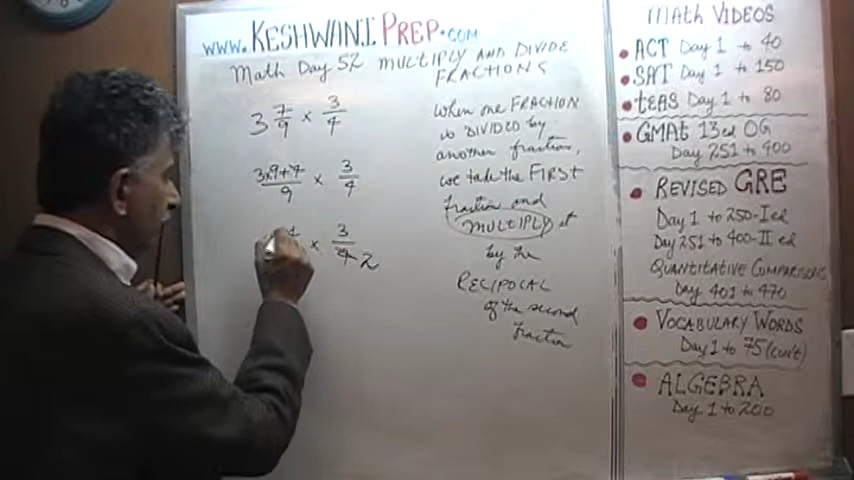 www.KESHWANI PREP.COM
Math Day 52 MULTIPLY AND DIVIDE
FRACTIONS
3 7/9 × 3/4
3x9+7/9 × 3/4
× 3/4 2
When one FRACTION
is DIVIDED by
another fraction,
we take the FIRST
fraction and
MULTIPLY it
by the
RECIPOCAL
of the second
fraction
Math VIDEOS
ACT Day 1 to 40
SAT Day 1 to 150
tEAS Day 1 to 80
GMAt 13ed OG
Day 251 to 400
REVISED GRE
Day 1 to 250-I ed
Day 251 to 400-II ed
QUANTITATIVE COMPARISONS
Day 401 to 470
VOCABULARY WORDS
Day 1 to 75 (con't)
ALGEBRA
Day 1 to 200